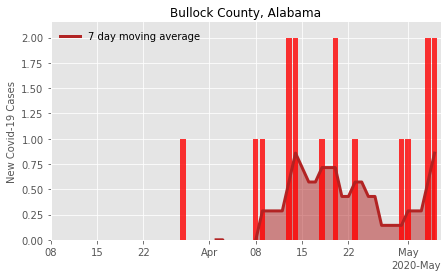 Bullock County, Alabama
7 day moving average
New Covid-19 Cases
2.00
1.75
1.50
1.25
1.00
0.75
0.50
0.25
0.00
08 15 22 Apr 08 15 22 May
2020-May